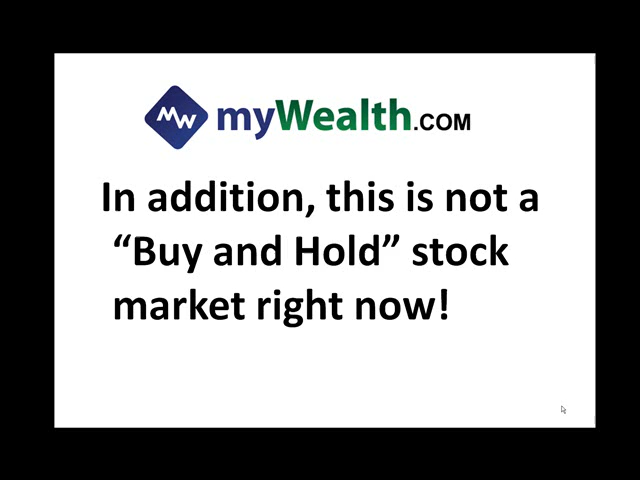 MW myWealth.COM
In addition, this is not a
“Buy and Hold” stock
market right now!